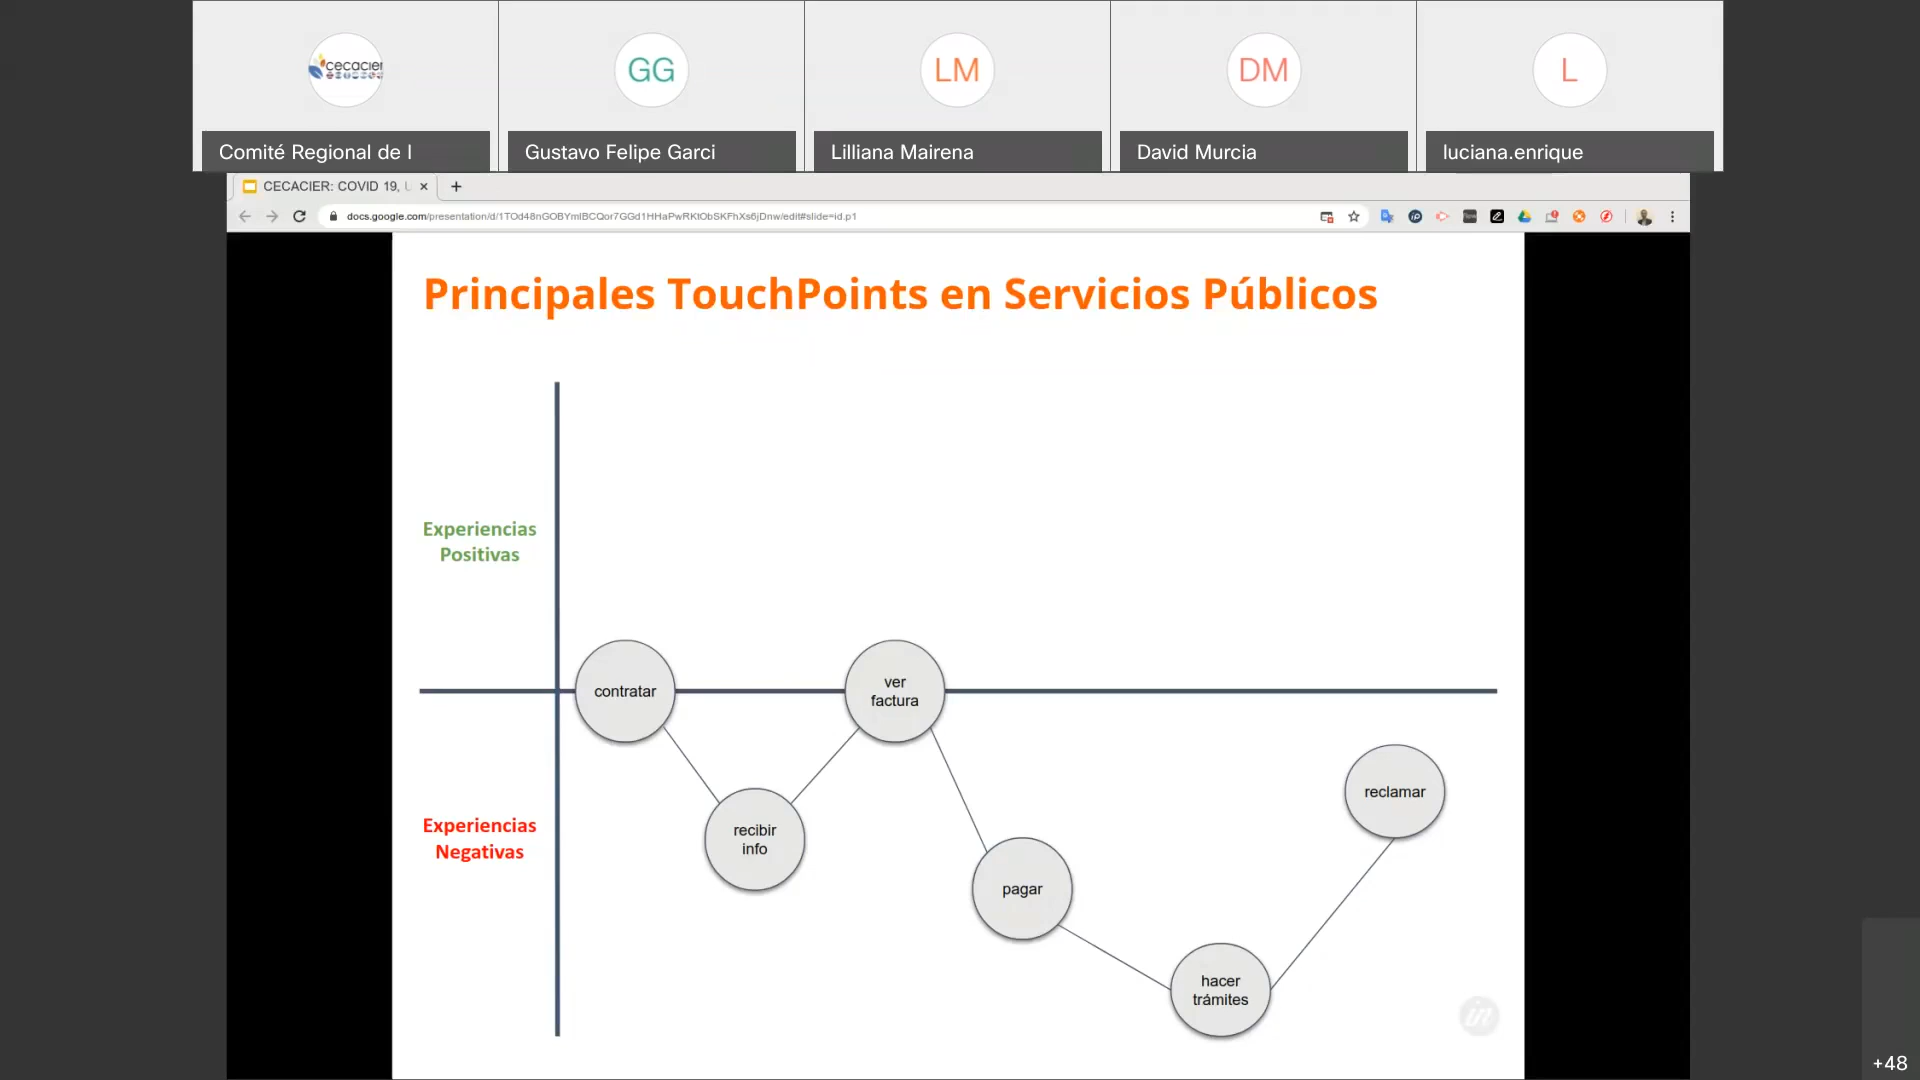 cecacier
GG
LM
DM
L
Comité Regional de I
Gustavo Felipe Garci
Lilliana Mairena
David Murcia
luciana.enrique
CECACIER: COVID 19,
docs.google.com/presentation/d/1TOd48nGOBYmIBCQor7GGd1HHaPwRKtObSKFhXs6jDnw/edit#slide=id.p1
Principales TouchPoints en Servicios Públicos
Experiencias
Positivas
contratar
ver
factura
reclamar
Experiencias
Negativas
recibir
info
pagar
hacer
trámites
in
+48